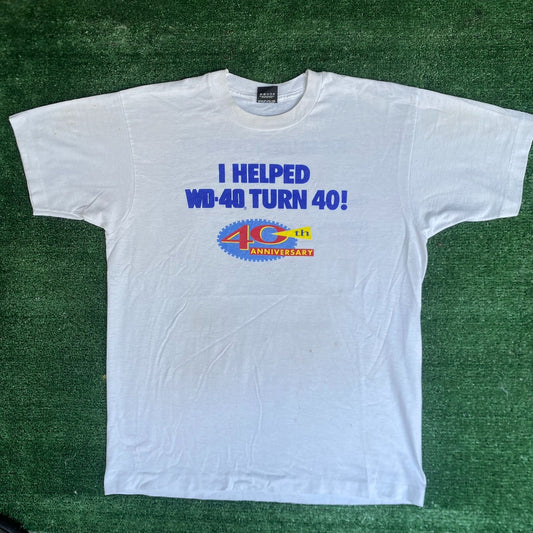 I HELPED
WD-40 TURN 40!
40th
ANNIVERSARY